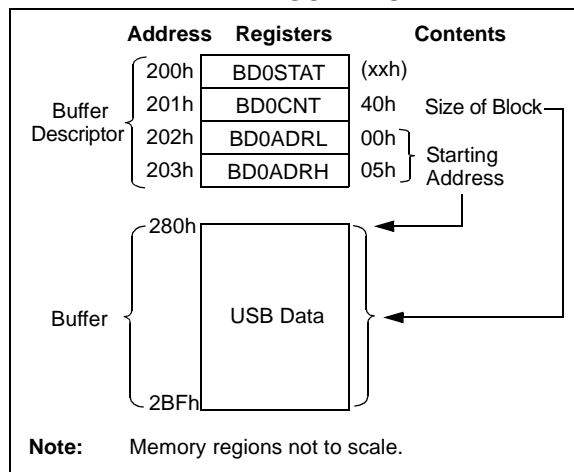 Address Registers Contents
200h BD0STAT (xxh)
201h BD0CNT 40h Size of Block
Buffer
Descriptor
202h BD0ADRL 00h
203h BD0ADRH 05h
Starting
Address
280h
Buffer USB Data
2BFh
Note: Memory regions not to scale.